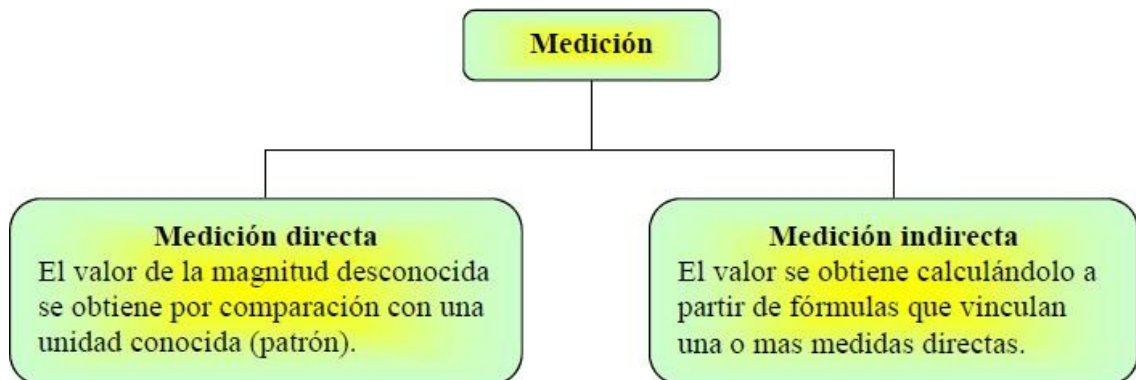 Medición
Medición directa
El valor de la magnitud desconocida
se obtiene por comparación con una
unidad conocida (patrón).
Medición indirecta
El valor se obtiene calculándolo a
partir de fórmulas que vinculan
una o mas medidas directas.